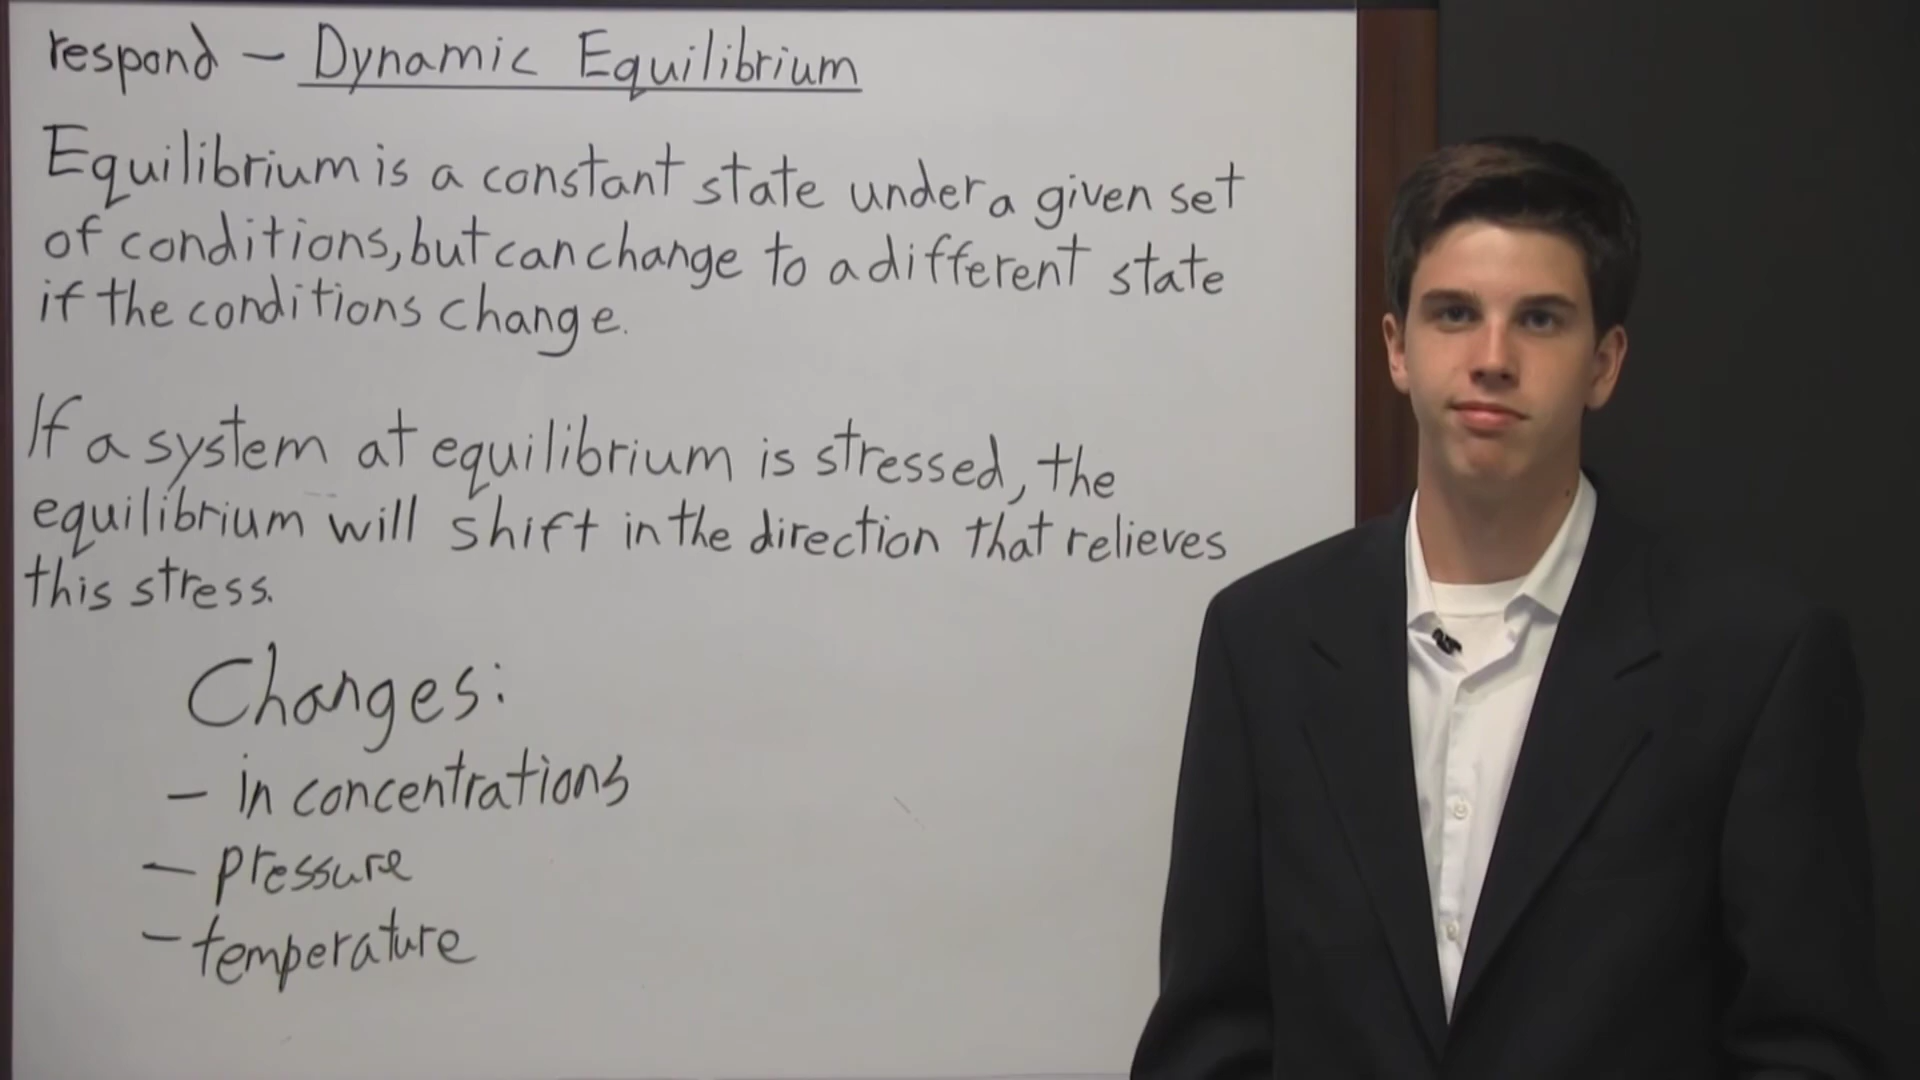 respond - Dynamic Equilibrium
Equilibrium is a constant state under a given set
of conditions, but can change to a different state
if the conditions change.
If a system at equilibrium is stressed, the
equilibrium will shift in the direction that relieves
this stress.
Changes:
- in concentrations
- pressure
- temperature